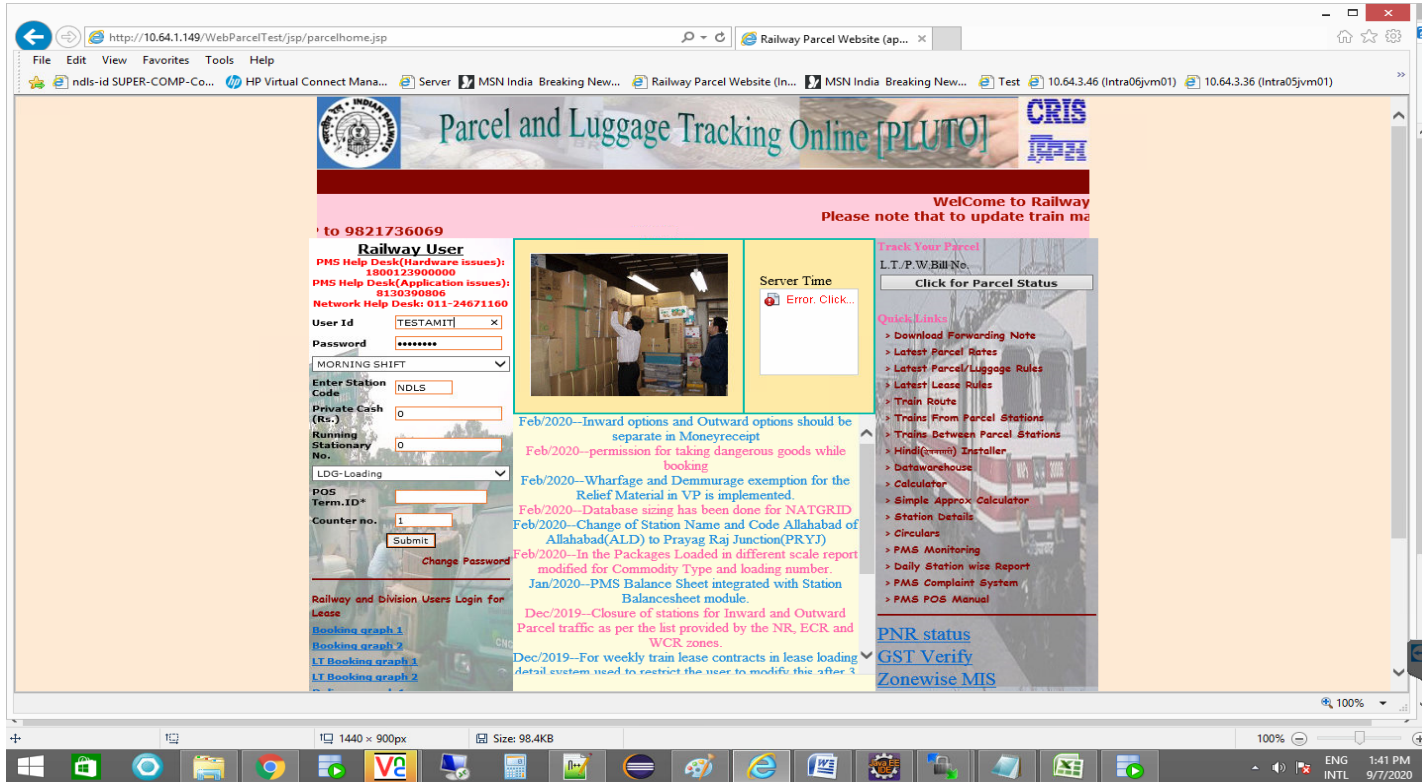 http://10.64.1.149/WebParcelTest/jsp/parcelhome.jsp
Railway Parcel Website (ap...
File Edit View Favorites Tools Help
ndls-id SUPER-COMP-Co... HP Virtual Connect Mana... Server MSN India Breaking New... Railway Parcel Website (In... MSN India Breaking New... Test 10.64.3.46 (Intra06jvm01) 10.64.3.36 (Intra05jvm01)
INDIAN
Parcel and Luggage Tracking Online [PLUTO]
CRIS
क्रिस
WelCome to Railway
Please note that to update train ma
to 9821736069
Railway User
PMS Help Desk(Hardware issues):
1800123900000
PMS Help Desk(Application issues):
8130390806
Network Help Desk: 011-24671160
User Id TESTAMIT
Password ••••••••
MORNING SHIFT
Enter Station
Code
NDLS
Private Cash
(Rs.)
0
Running
Stationary
No.
0
LDG-Loading
POS
Term.ID*
Counter no. 1
Submit
Change Password
Railway and Division Users Login for
Lease
Booking graph 1
Booking graph 2
LT Booking graph 1
LT Booking graph 2
Server Time
Error. Click...
Feb/2020--Inward options and Outward options should be
separate in Moneyreceipt
Feb/2020--permission for taking dangerous goods while
booking
Feb/2020--Wharfage and Demmurage exemption for the
Relief Material in VP is implemented.
Feb/2020--Database sizing has been done for NATGRID
Feb/2020--Change of Station Name and Code Allahabad of
Allahabad(ALD) to Prayag Raj Junction(PRYJ)
Feb/2020--In the Packages Loaded in different scale report
modified for Commodity Type and loading number.
Jan/2020--PMS Balance Sheet integrated with Station
Balancesheet module.
Dec/2019--Closure of stations for Inward and Outward
Parcel traffic as per the list provided by the NR, ECR and
WCR zones.
Dec/2019--For weekly train lease contracts in lease loading
detail system used to restrict the user to modify this after 3
Track Your Parcel
L.T./P.W.Bill No.
Click for Parcel Status
Quick Links
> Download Forwarding Note
> Latest Parcel Rates
> Latest Parcel/Luggage Rules
> Latest Lease Rules
> Train Route
> Trains From Parcel Stations
> Trains Between Parcel Stations
> Hindi(देवनागरी) Installer
> Datawarehouse
> Calculator
> Simple Approx Calculator
> Station Details
> Circulars
> PMS Monitoring
> Daily Station wise Report
> PMS Complaint System
> PMS POS Manual
PNR status
GST Verify
Zonewise MIS
100%
1440 × 900px Size: 98.4KB 100%
ENG 1:41 PM
INTL 9/7/2020